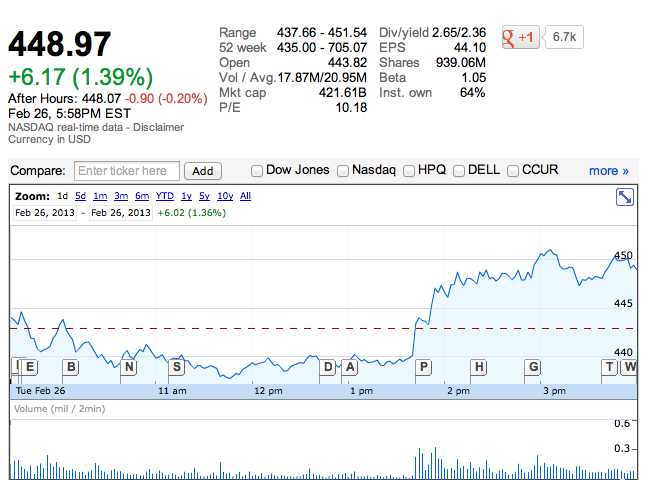 448.97
+6.17 (1.39%)
After Hours: 448.07 -0.90 (-0.20%)
Feb 26, 5:58PM EST
NASDAQ real-time data - Disclaimer
Currency in USD
Range 437.66 - 451.54
52 week 435.00 - 705.07
Open 443.82
Vol / Avg. 17.87M/20.95M
Mkt cap 421.61B
P/E 10.18
Div/yield 2.65/2.36
EPS 44.10
Shares 939.06M
Beta 1.05
Inst. own 64%
g +1 6.7k
Compare: Enter ticker here Add Dow Jones Nasdaq HPQ DELL CCUR more »
Zoom: 1d 5d 1m 3m 6m YTD 1y 5y 10y All
Feb 26, 2013 - Feb 26, 2013 +6.02 (1.36%)
450
445
440
E B N S D A P H G T W
Tue Feb 26 11 am 12 pm 1 pm 2 pm 3 pm
Volume (mil / 2min)
0.6
0.3